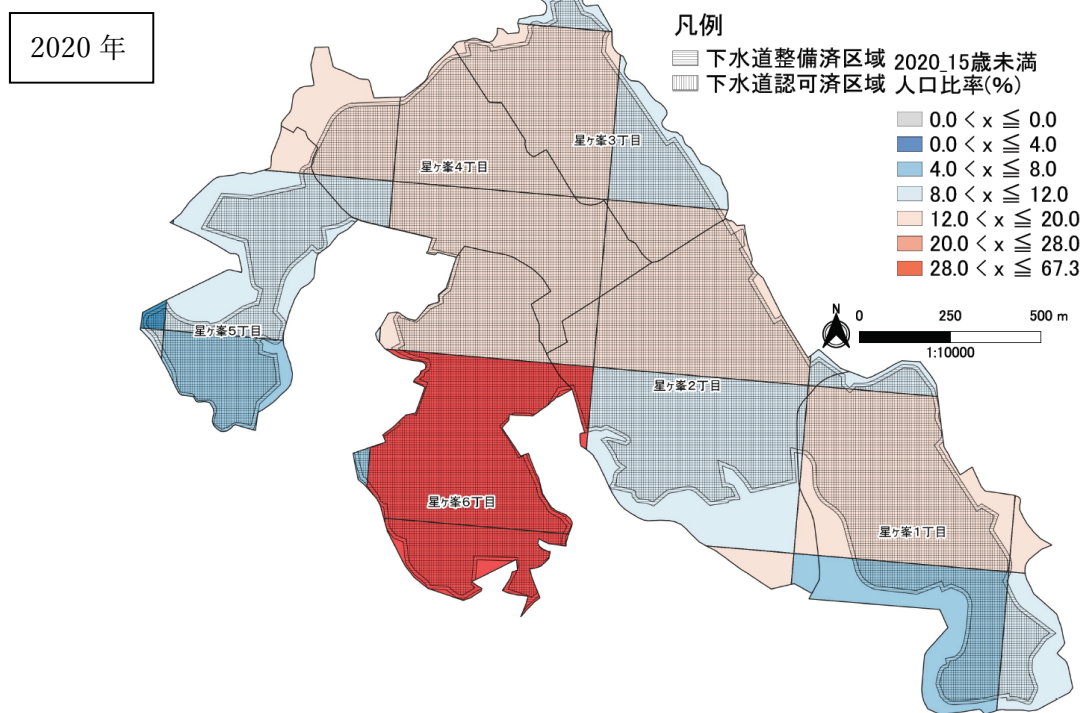 2020 年
凡例
下水道整備済区域
下水道認可済区域
2020_15歳未満
人口比率(%)
0.0 < x ≦ 0.0
0.0 < x ≦ 4.0
4.0 < x ≦ 8.0
8.0 < x ≦ 12.0
12.0 < x ≦ 20.0
20.0 < x ≦ 28.0
28.0 < x ≦ 67.3
N
0 250 500 m
1:10000
星ヶ峯3丁目
星ヶ峯4丁目
星ヶ峯5丁目
星ヶ峯2丁目
星ヶ峯6丁目
星ヶ峯1丁目